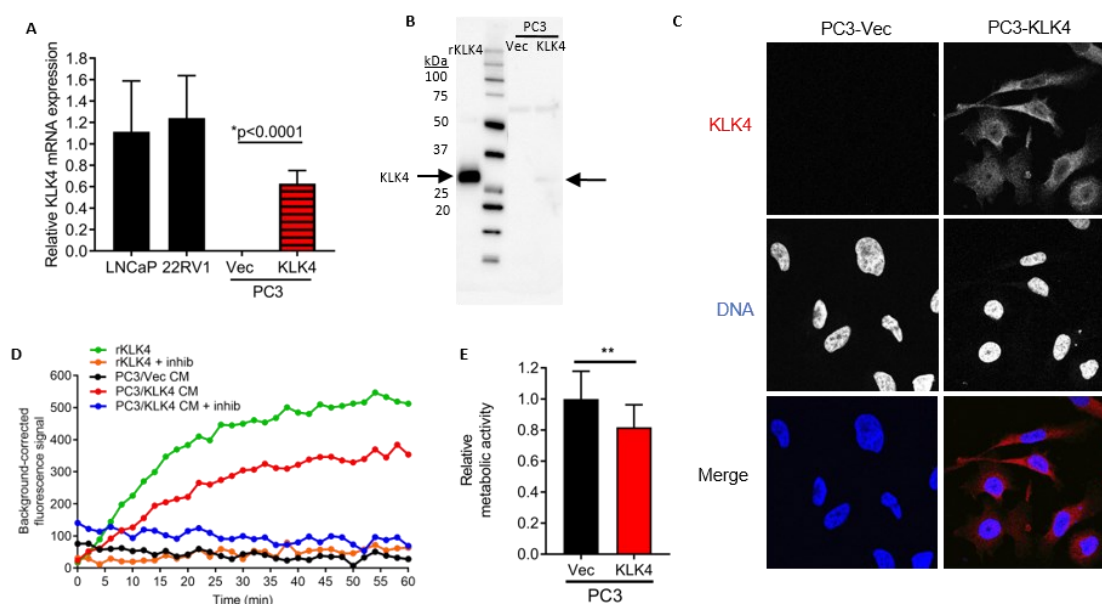 A
Relative KLK4 mRNA expression
1.8
1.6
1.4
1.2
1.0
0.8
0.6
0.4
0.2
0.0
*p<0.0001
LNCaP 22RV1 Vec KLK4
PC3
B
PC3
rKLK4 Vec KLK4
kDa
100
75
50
37
KLK4
25
20
C
PC3-Vec PC3-KLK4
KLK4
DNA
Merge
D
rKLK4
rKLK4 + inhib
PC3/Vec CM
PC3/KLK4 CM
PC3/KLK4 CM + inhib
Background-corrected
fluorescence signal
600
500
400
300
200
100
0
0 5 10 15 20 25 30 35 40 45 50 55 60
Time (min)
E
**
Relative
metabolic activity
1.2
1.0
0.8
0.6
0.4
0.2
0.0
Vec KLK4
PC3